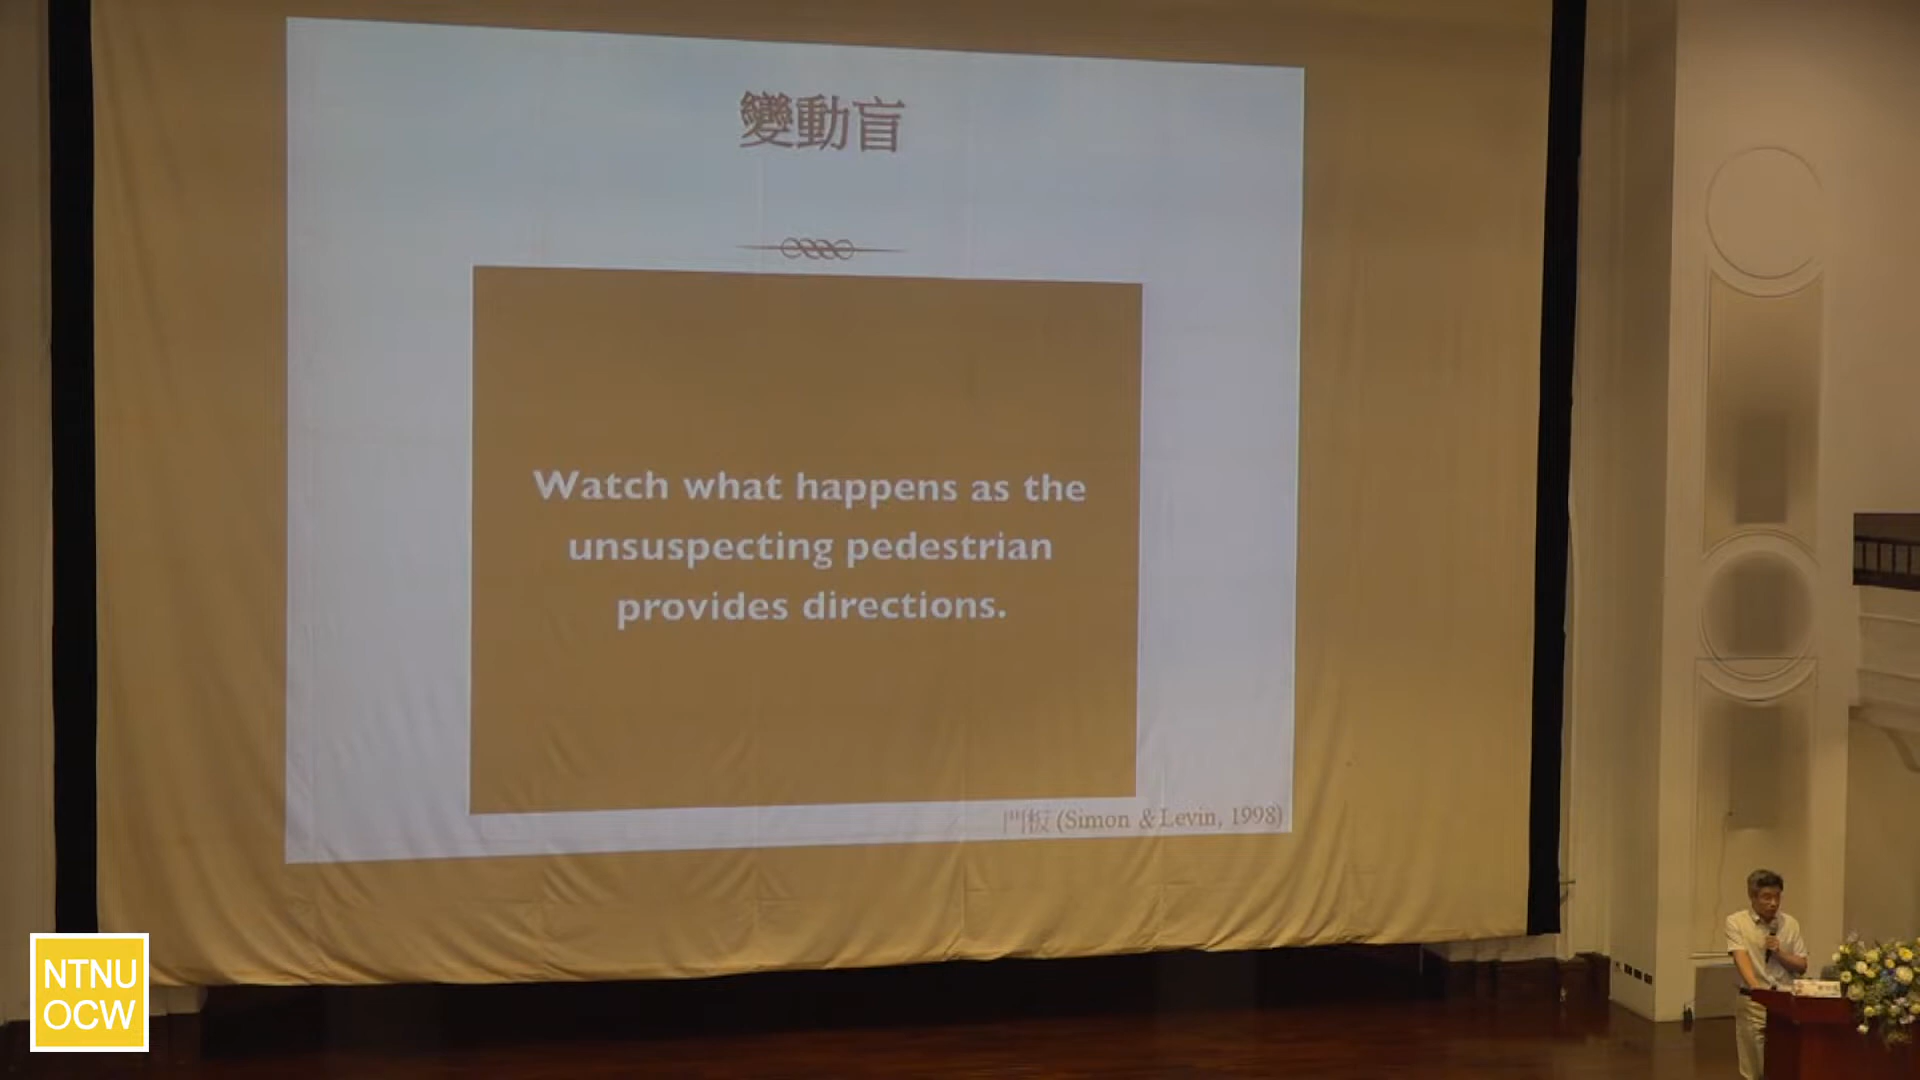 變動盲
Watch what happens as the
unsuspecting pedestrian
provides directions.
門板 (Simon & Levin, 1998)
NTNU
OCW